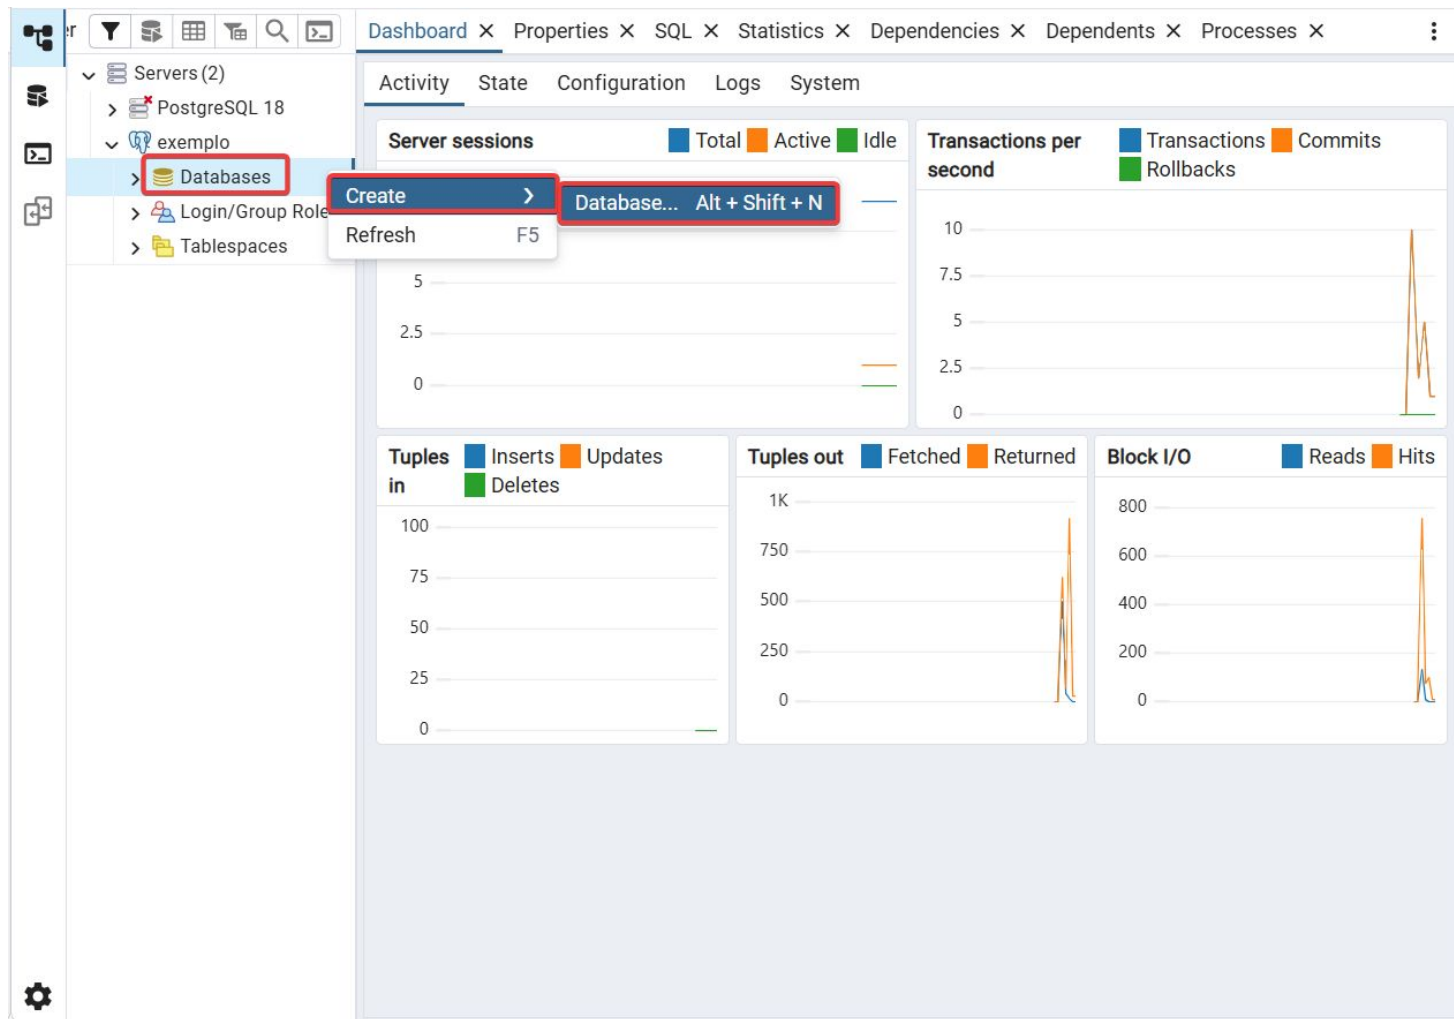 r
Dashboard Properties SQL Statistics Dependencies Dependents Processes
Servers (2)
PostgreSQL 18
exemplo
Databases
Login/Group Role
Tablespaces
Create
Refresh F5
Database... Alt + Shift + N
Activity State Configuration Logs System
Server sessions
Total Active Idle
5
2.5
0
Transactions per
second
Transactions Commits
Rollbacks
10
7.5
5
2.5
0
Tuples
in
Inserts Updates
Deletes
100
75
50
25
0
Tuples out Fetched Returned
1K
750
500
250
0
Block I/O Reads Hits
800
600
400
200
0